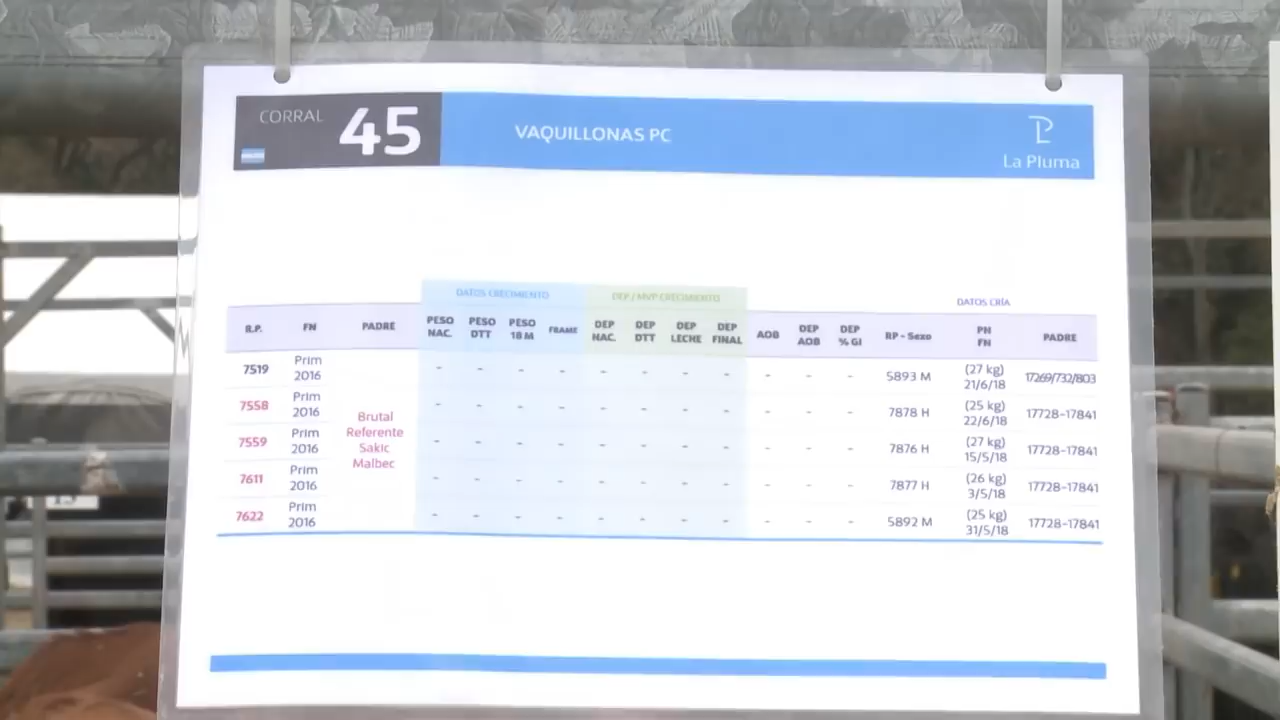 CORRAL 45 VAQUILLONAS PC La Pluma
DATOS CRECIMIENTO DEP / MVP CRECIMIENTO DATOS CRÍA
R.P. FN PADRE PESO NAC. PESO DTT PESO 18 M FRAME DEP NAC. DEP DTT DEP LECHE DEP FINAL AOB DEP AOB DEP % GI RP - Sexo PN FN PADRE
7519 Prim 2016 - - - - - - - - - - - 5893 M (27 kg) 21/6/18 17269/732/803
7558 Prim 2016 - - - - - - - - - - - 7878 H (25 kg) 22/6/18 17728-17841
Brutal Referente Sakic Malbec
7559 Prim 2016 - - - - - - - - - - - 7876 H (27 kg) 15/5/18 17728-17841
7611 Prim 2016 - - - - - - - - - - - 7877 H (26 kg) 3/5/18 17728-17841
7622 Prim 2016 - - - - - - - - - - - 5892 M (25 kg) 31/5/18 17728-17841